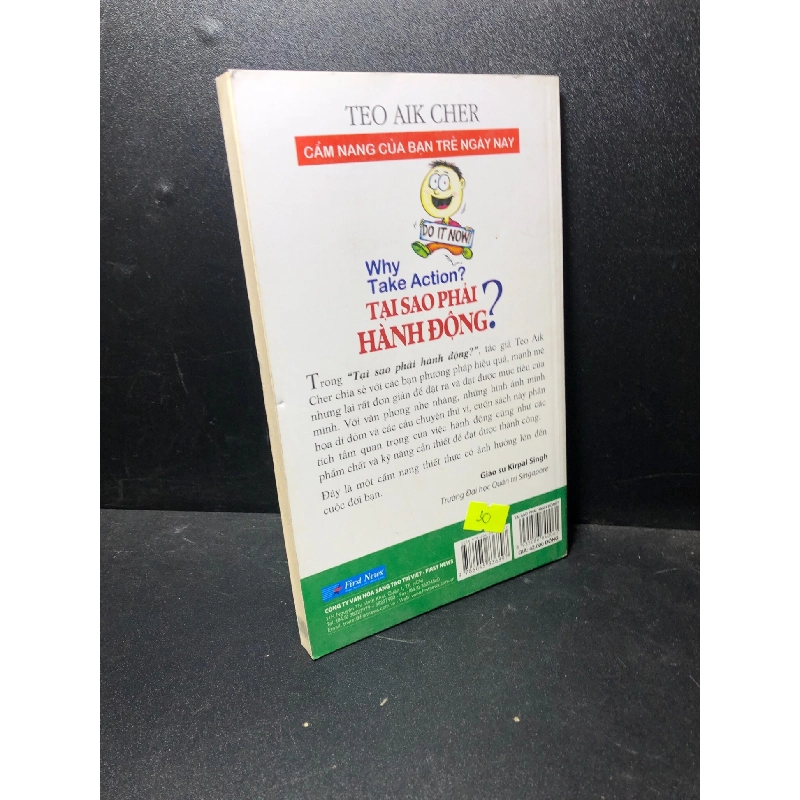 TEO AIK CHER
CẨM NANG CỦA BẠN TRẺ NGÀY NAY
DO IT NOW!
Why
Take Action?
TẠI SAO PHẢI
HÀNH ĐỘNG?
Trong "Tại sao phải hành động?", tác giả Teo Aik
Cher chia sẻ với các bạn phương pháp hiệu quả, mạnh mẽ
nhưng lại rất đơn giản để đặt ra và đạt được mục tiêu của
mình. Với văn phong nhẹ nhàng, những hình ảnh minh
họa dí dỏm và các câu chuyện thú vị, cuốn sách này phân
tích tầm quan trọng của việc hành động cũng như các
phẩm chất và kỹ năng cần thiết để đạt được thành công.
Đây là một cẩm nang thiết thực có ảnh hưởng lớn đến
cuộc đời bạn.
Giáo sư Kirpal Singh
Trường Đại học Quản trị Singapore
30
First News
CÔNG TY VĂN HÓA SÁNG TẠO TRÍ VIỆT - FIRST NEWS